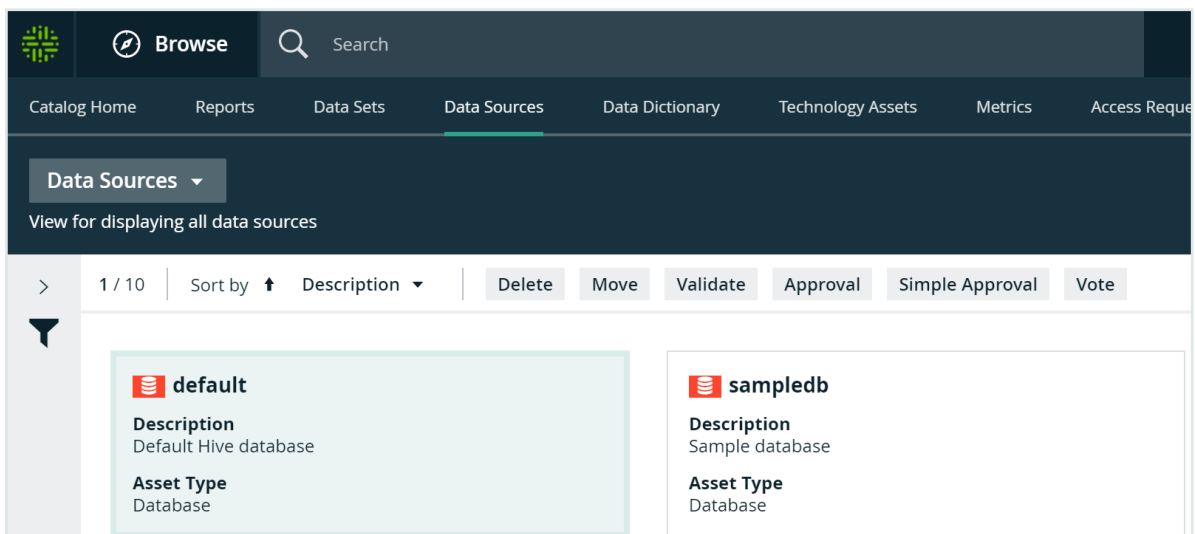 Browse Search
Catalog Home Reports Data Sets Data Sources Data Dictionary Technology Assets Metrics Access Reque
Data Sources
View for displaying all data sources
1 / 10 Sort by Description Delete Move Validate Approval Simple Approval Vote
default
Description
Default Hive database
Asset Type
Database
sampledb
Description
Sample database
Asset Type
Database